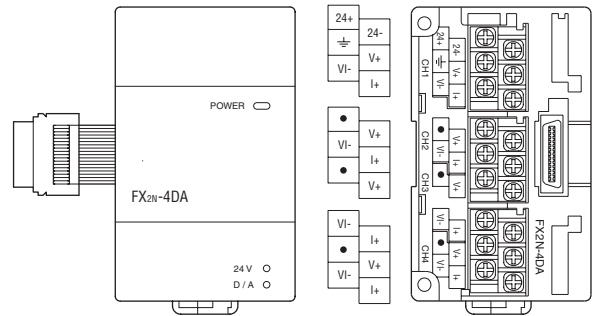 POWER
FX2N-4DA
24 V
D / A
24+
24-
V+
VI-
I+
V+
VI-
I+
V+
VI-
I+
V+
VI-
I+
24+
24-
V+
VI-
I+
CH1
V+
VI-
I+
V+
CH2
CH3
VI-
I+
V+
VI-
I+
CH4
FX2N-4DA